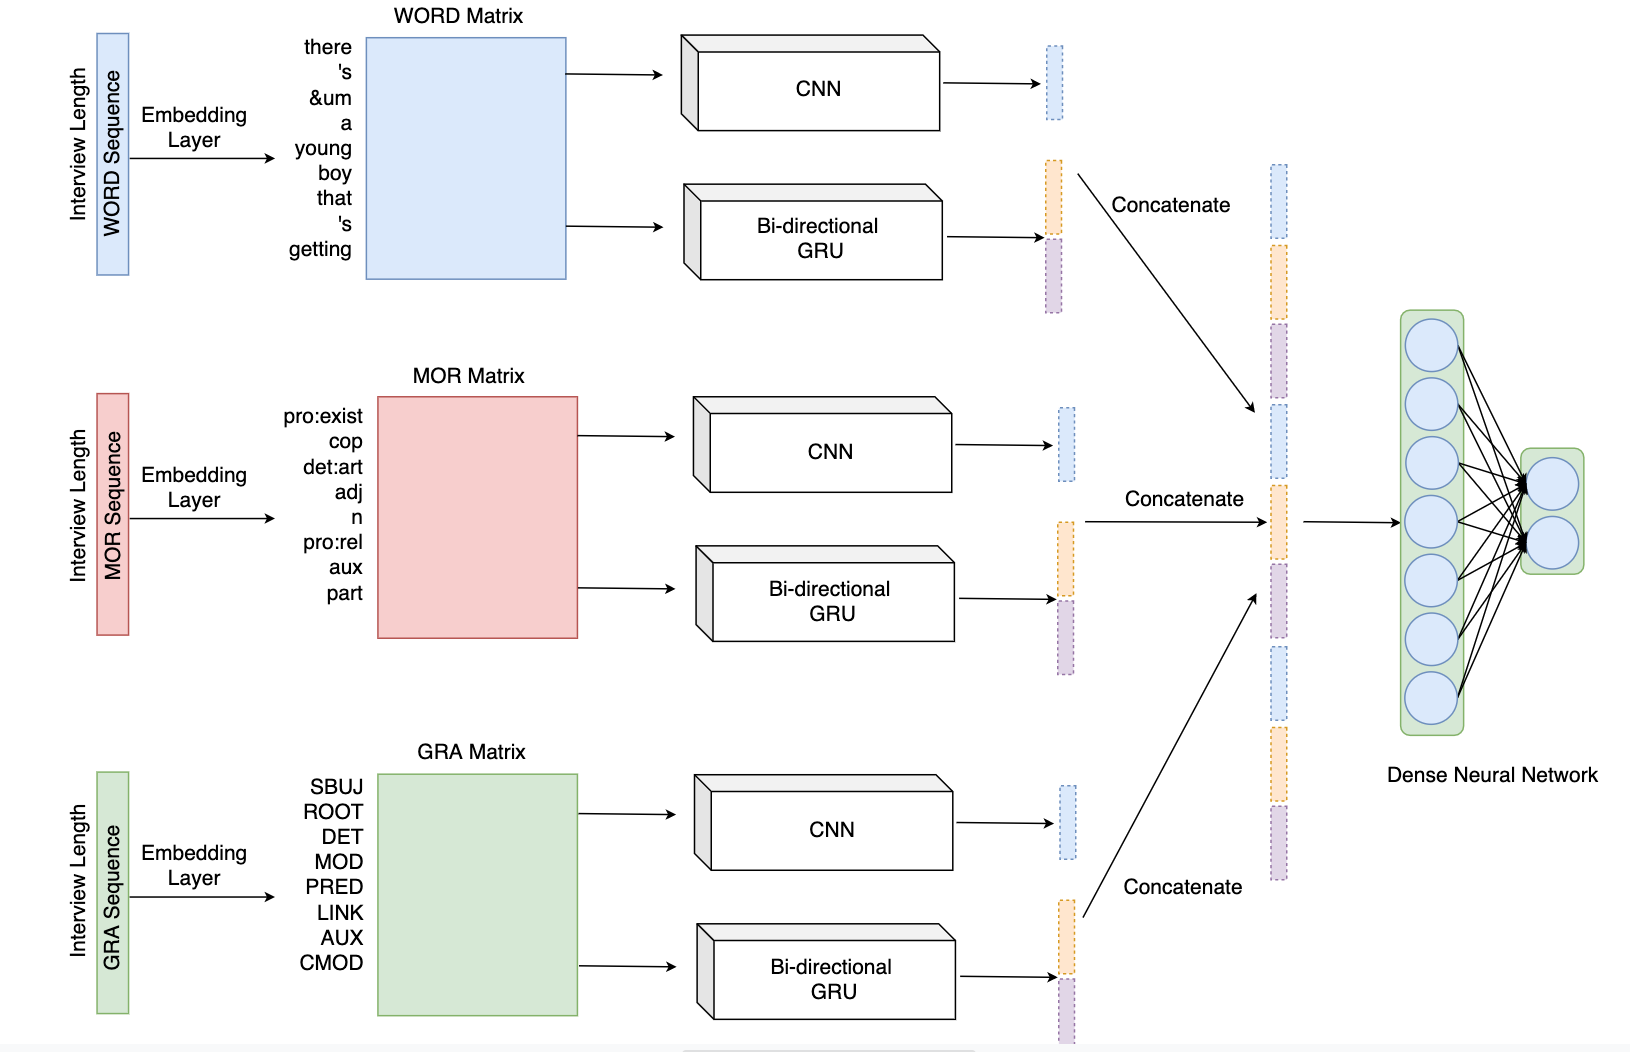 WORD Matrix
Interview Length
WORD Sequence
Embedding
Layer
there
's
&um
a
young
boy
that
's
getting
CNN
Bi-directional
GRU
Concatenate
MOR Matrix
Interview Length
MOR Sequence
Embedding
Layer
pro:exist
cop
det:art
adj
n
pro:rel
aux
part
CNN
Bi-directional
GRU
Concatenate
GRA Matrix
Interview Length
GRA Sequence
Embedding
Layer
SBUJ
ROOT
DET
MOD
PRED
LINK
AUX
CMOD
CNN
Bi-directional
GRU
Concatenate
Dense Neural Network